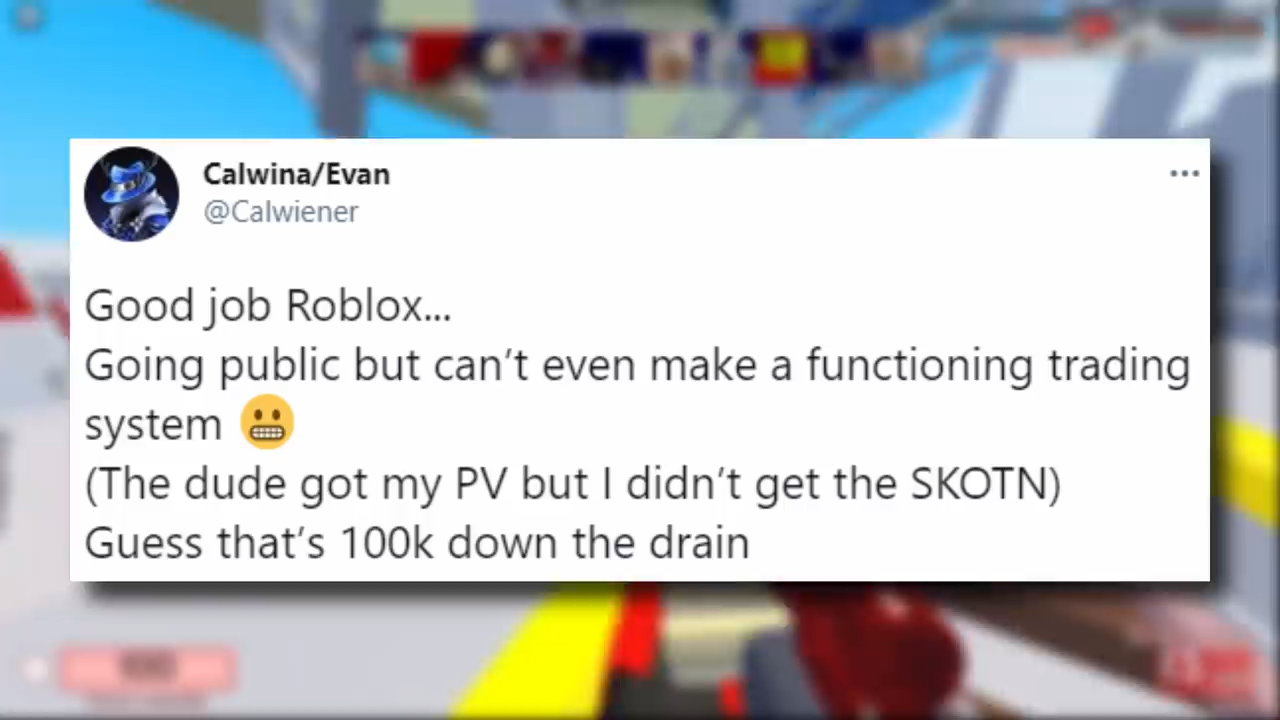 Calwina/Evan
@Calwiener
Good job Roblox...
Going public but can't even make a functioning trading
system 😬
(The dude got my PV but I didn't get the SKOTN)
Guess that's 100k down the drain